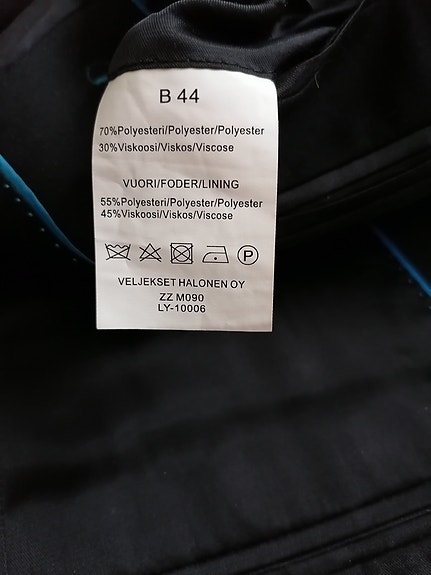 B 44
70%Polyesteri/Polyester/Polyester
30%Viskoosi/Viskos/Viscose
VUORI/FODER/LINING
55%Polyesteri/Polyester/Polyester
45%Viskoosi/Viskos/Viscose
P
VELJEKSET HALONEN OY
ZZ M090
LY-10006